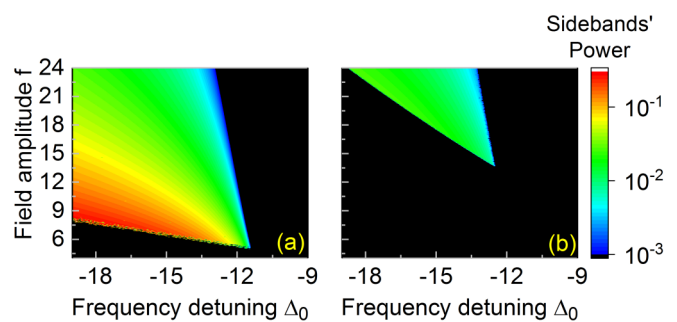 Sidebands'
Power
Field amplitude f
24
21
18
15
12
9
6
(a)
(b)
10⁻¹
10⁻²
10⁻³
-18 -15 -12 -9
-18 -15 -12 -9
Frequency detuning Δ₀
Frequency detuning Δ₀